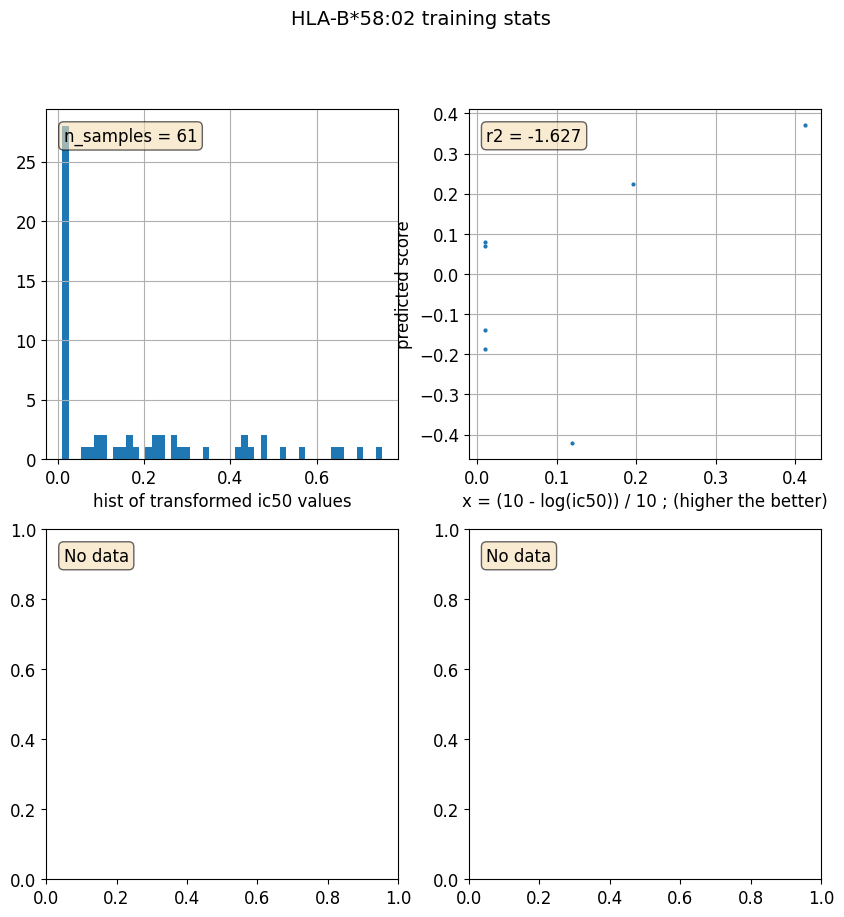 HLA-B*58:02 training stats
n_samples = 61
25
20
15
10
5
0
0.0 0.2 0.4 0.6
hist of transformed ic50 values
r2 = -1.627
predicted score
0.4
0.3
0.2
0.1
0.0
−0.1
−0.2
−0.3
−0.4
0.0 0.1 0.2 0.3 0.4
x = (10 - log(ic50)) / 10 ; (higher the better)
No data
1.0
0.8
0.6
0.4
0.2
0.0
0.0 0.2 0.4 0.6 0.8 1.0
No data
1.0
0.8
0.6
0.4
0.2
0.0
0.0 0.2 0.4 0.6 0.8 1.0